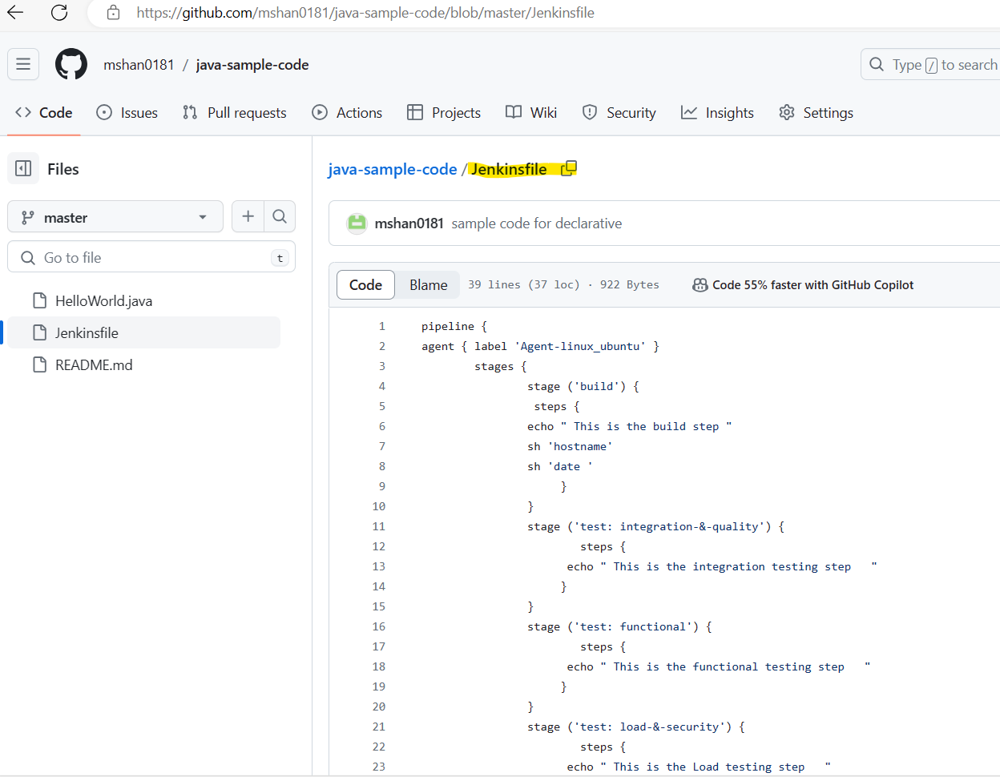 https://github.com/mshan0181/java-sample-code/blob/master/Jenkinsfile
mshan0181 / java-sample-code
Type / to search
Code Issues Pull requests Actions Projects Wiki Security Insights Settings
Files
java-sample-code / Jenkinsfile
master
mshan0181 sample code for declarative
Go to file t
Code Blame 39 lines (37 loc) · 922 Bytes Code 55% faster with GitHub Copilot
HelloWorld.java
Jenkinsfile
README.md
1 pipeline {
2 agent { label 'Agent-linux_ubuntu' }
3 stages {
4 stage ('build') {
5 steps {
6 echo " This is the build step "
7 sh 'hostname'
8 sh 'date '
9 }
10 }
11 stage ('test: integration-&-quality') {
12 steps {
13 echo " This is the integration testing step   "
14 }
15 }
16 stage ('test: functional') {
17 steps {
18 echo " This is the functional testing step   "
19 }
20 }
21 stage ('test: load-&-security') {
22 steps {
23 echo " This is the Load testing step   "